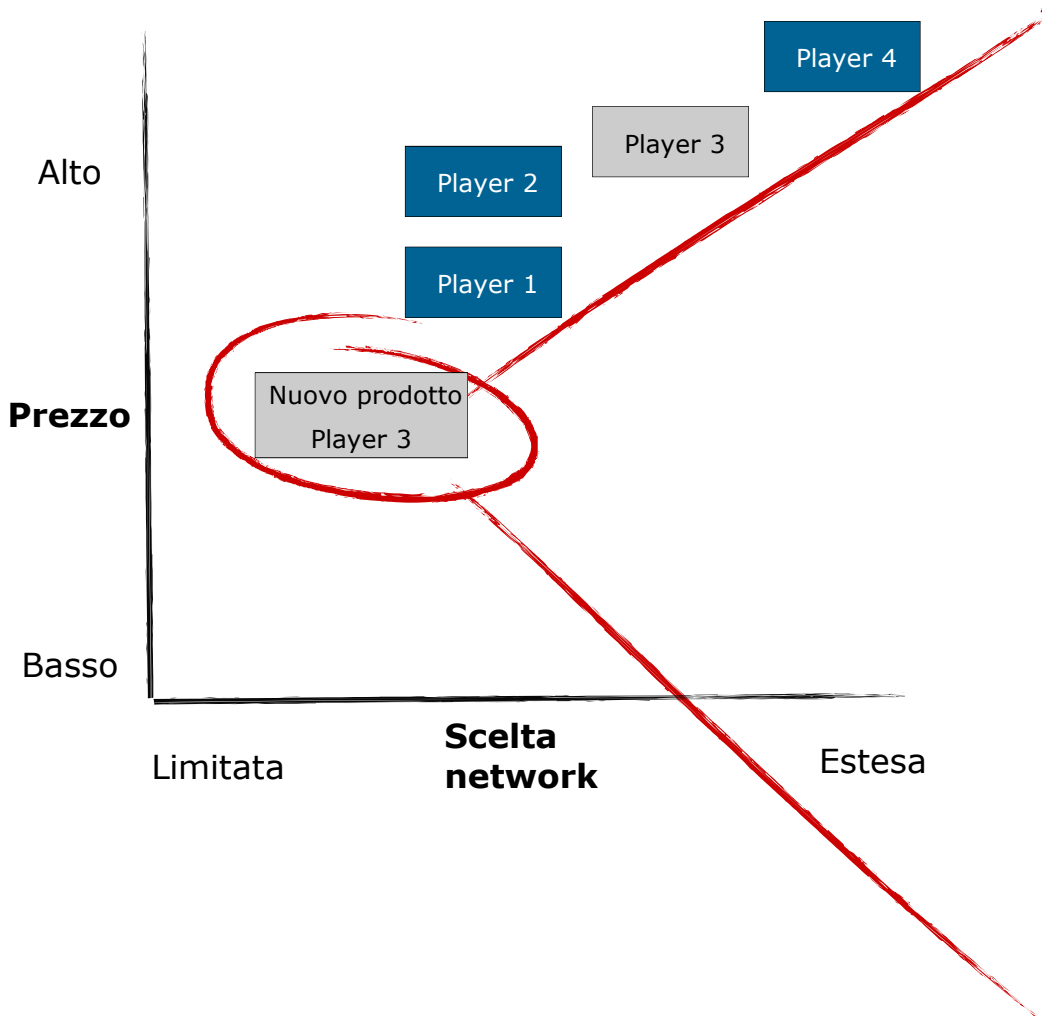 Player 4
Player 3
Alto
Player 2
Player 1
Nuovo prodotto
Player 3
Prezzo
Basso
Scelta
network
Limitata
Estesa